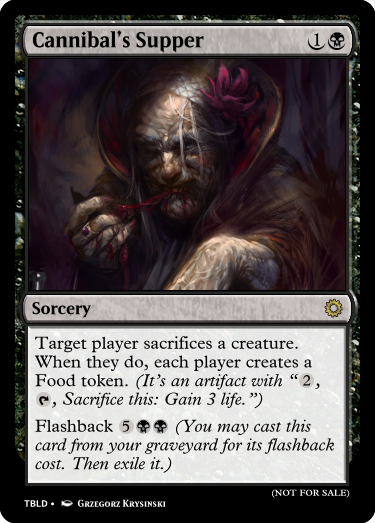 Cannibal's Supper 1
Sorcery
Target player sacrifices a creature.
When they do, each player creates a
Food token. (It's an artifact with “2,
, Sacrifice this: Gain 3 life.”)
Flashback 5 (You may cast this
card from your graveyard for its flashback
cost. Then exile it.)
(NOT FOR SALE)
TBLD • Grzegorz Krysinski